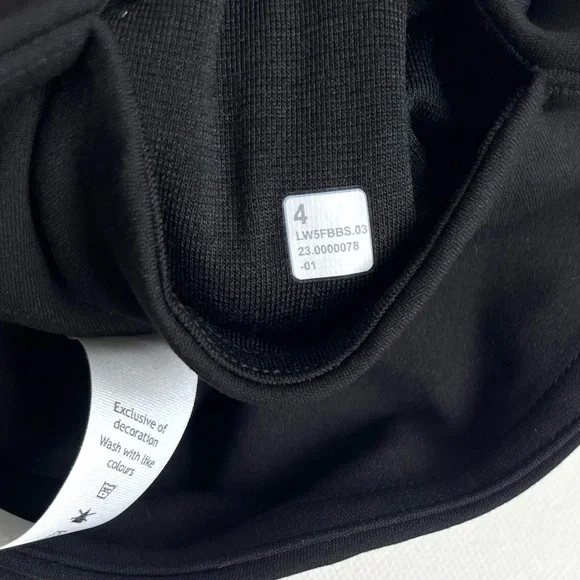 4
LW5FBBS.03
23.0000078
-01
Exclusive of
decoration
Wash with like
colours